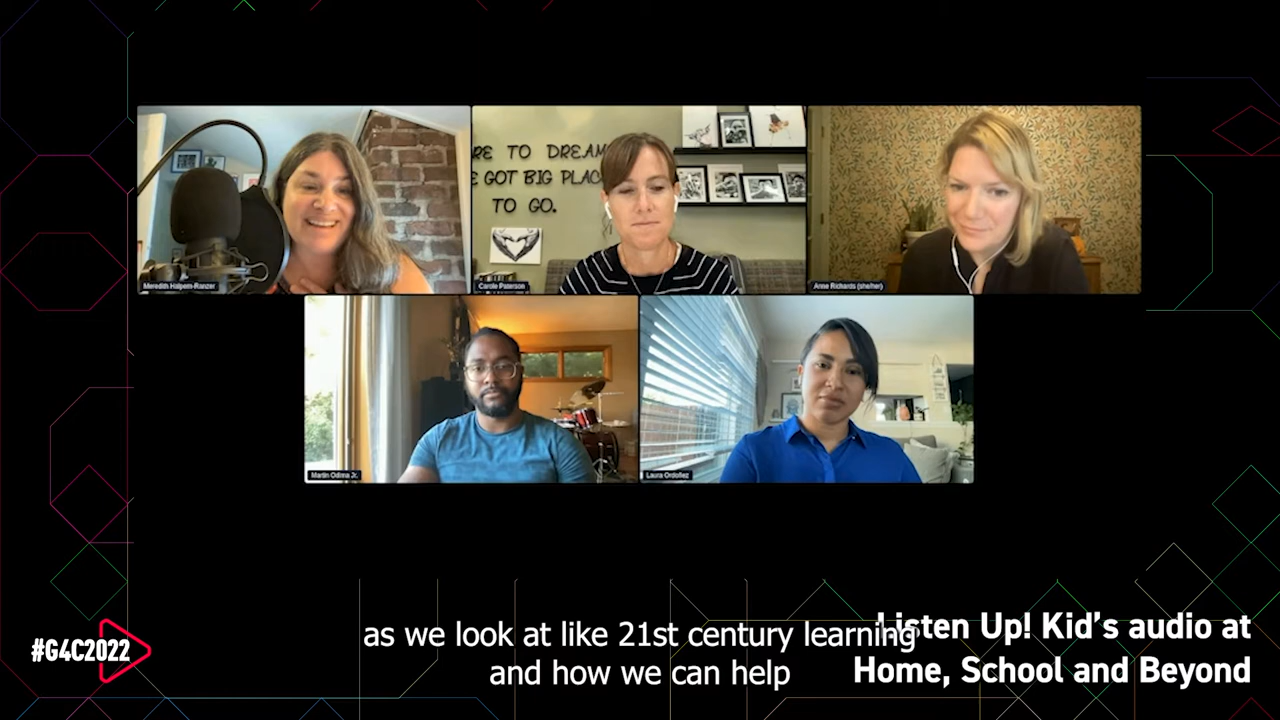 RE TO DREAM
E GOT BIG PLAC
TO GO.
Meredith Halpern-Ranzer
Carole Paterson
Anne Richards (she/her)
Martin Odima Jr.
Laura Ordoñez
#G4C2022
as we look at like 21st century learning
and how we can help
Listen Up! Kid's audio at
Home, School and Beyond